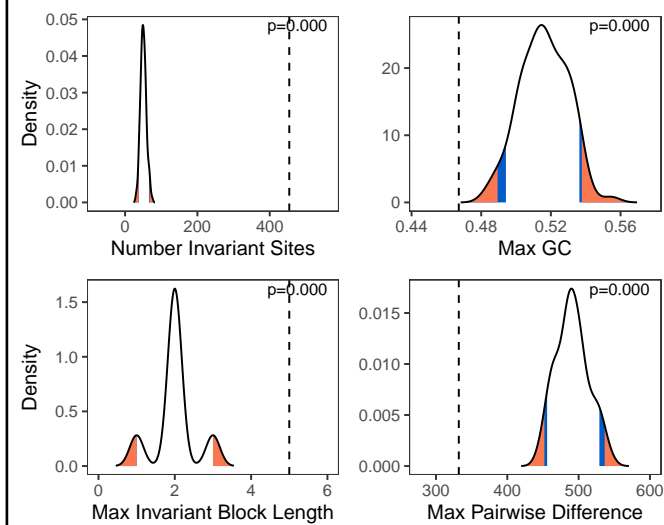 p=0.000
0.05
0.04
0.03
0.02
0.01
0.00
Density
0 200 400
Number Invariant Sites
p=0.000
20
10
0
0.44 0.48 0.52 0.56
Max GC
p=0.000
1.5
1.0
0.5
0.0
Density
0 2 4 6
Max Invariant Block Length
p=0.000
0.015
0.010
0.005
0.000
300 400 500 600
Max Pairwise Difference